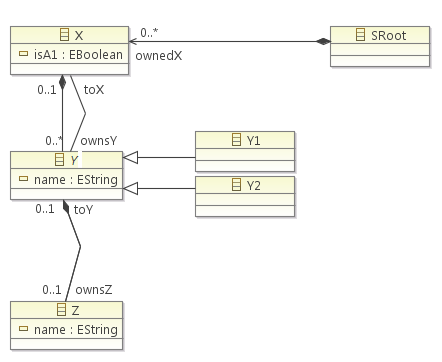 X
isA1 : EBoolean
0..*
ownedX
SRoot
0..1
toX
0..*
ownsY
Y
name : EString
Y1
Y2
0..1
toY
0..1
ownsZ
Z
name : EString